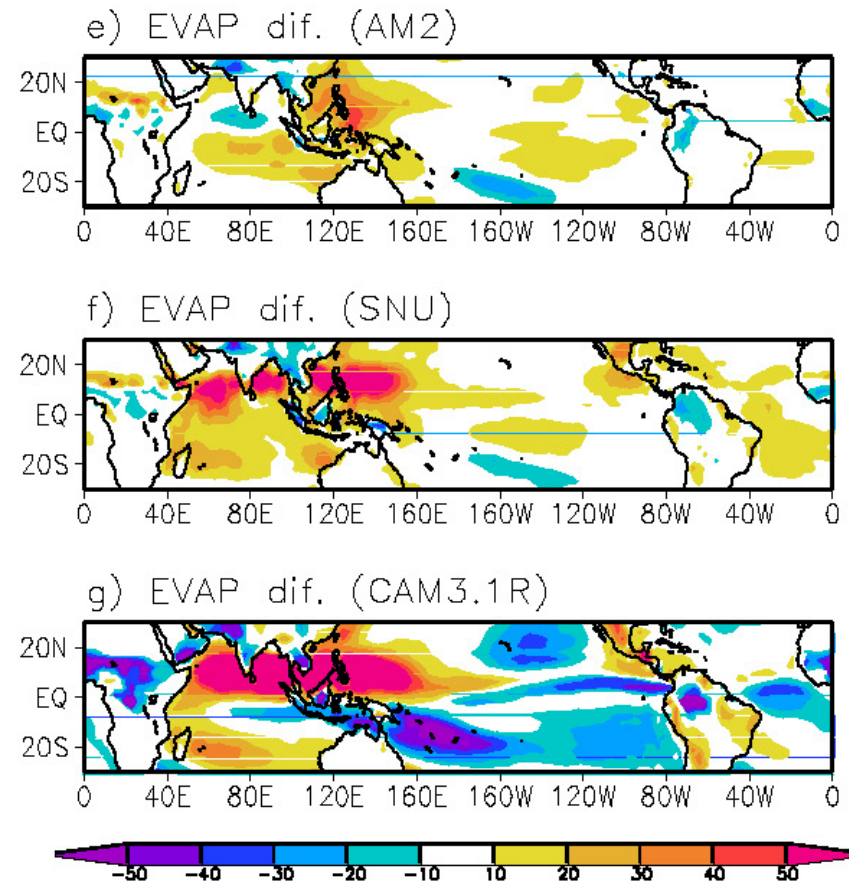 e) EVAP dif. (AM2)
20N
EQ
20S
0 40E 80E 120E 160E 160W 120W 80W 40W 0
f) EVAP dif. (SNU)
20N
EQ
20S
0 40E 80E 120E 160E 160W 120W 80W 40W 0
g) EVAP dif. (CAM3.1R)
20N
EQ
20S
0 40E 80E 120E 160E 160W 120W 80W 40W 0
-50 -40 -30 -20 -10 10 20 30 40 50